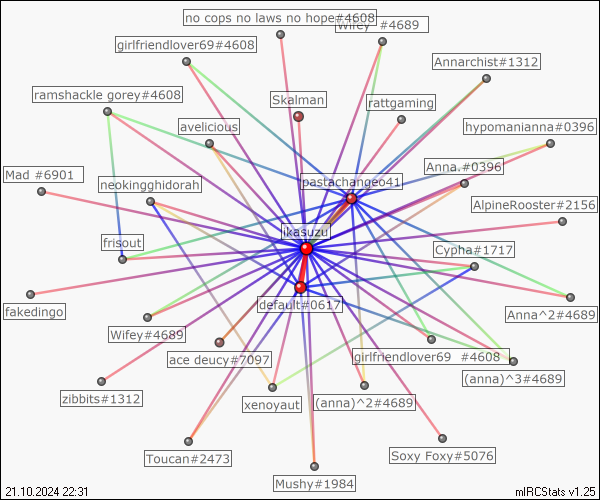 no cops no laws no hope#4608
Wifey^#4689
girlfriendlover69#4608
Annarchist#1312
ramshackle gorey#4608
Skalman
rattgaming
avelicious
hypomanianna#0396
Mad #6901
neokingghidorah
pastachange041
Anna.#0396
AlpineRooster#2156
ikasuzu
frisout
Cypha#1717
fakedingo
default#0617
Anna^2#4689
Wifey#4689
ace deucy#7097
girlfriendlover69 #4608
(anna)^3#4689
zibbits#1312
xenoyaut
(anna)^2#4689
Toucan#2473
Soxy Foxy#5076
Mushy#1984
21.10.2024 22:31
mIRCStats v1.25